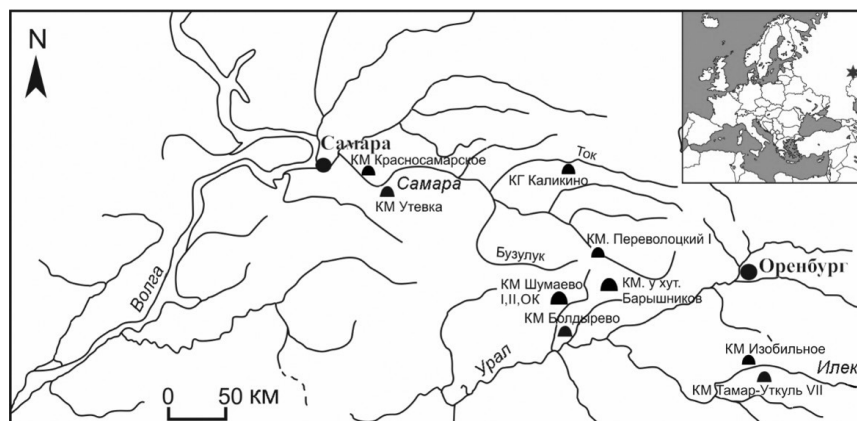 N
Самара
КМ Красносамарское
Самара
КМ Утевка
Ток
КГ Каликино
Волга
Бузулук
КМ. Переволоцкий I
Оренбург
КМ Шумаево
I,II,ОК
КМ. у хут.
Барышников
КМ Болдырево
Урал
КМ Изобильное
Илек
КМ Тамар-Уткуль VII
0 50 КМ